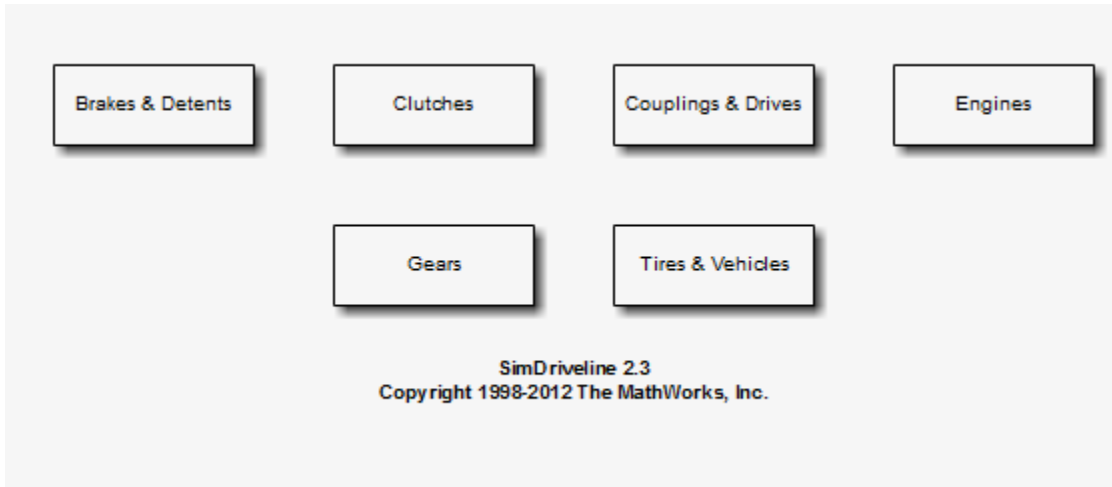 Brakes & Detents
Clutches
Couplings & Drives
Engines
Gears
Tires & Vehicles
SimDriveline 2.3
Copyright 1998-2012 The MathWorks, Inc.